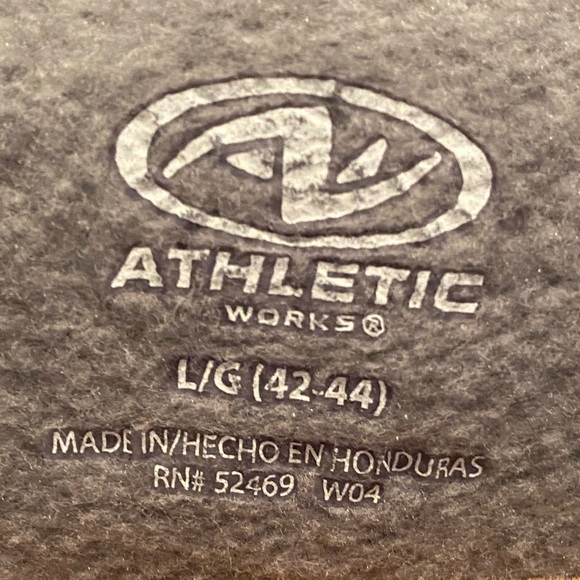 ATHLETIC
WORKS®
L/G (42-44)
MADE IN/HECHO EN HONDURAS
RN# 52469 W04